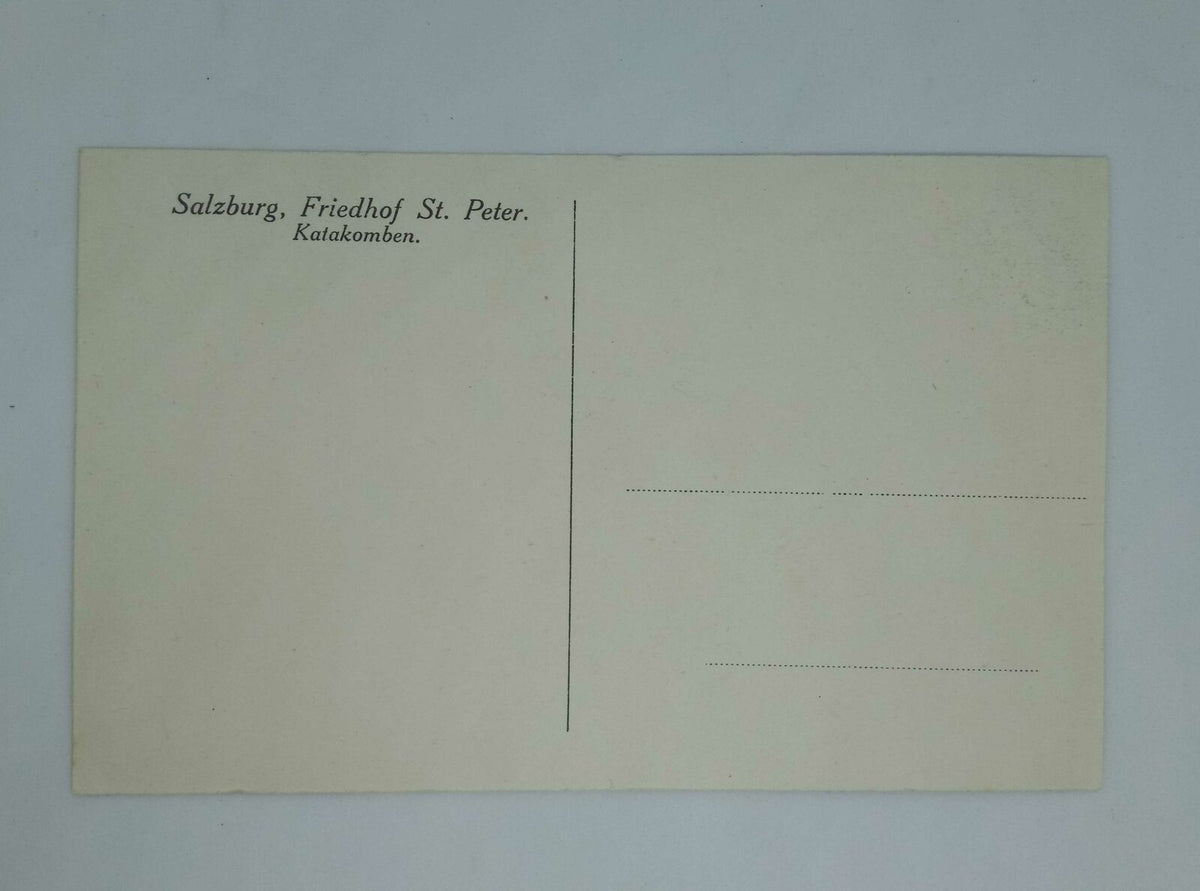 Salzburg, Friedhof St. Peter.
Katakomben.